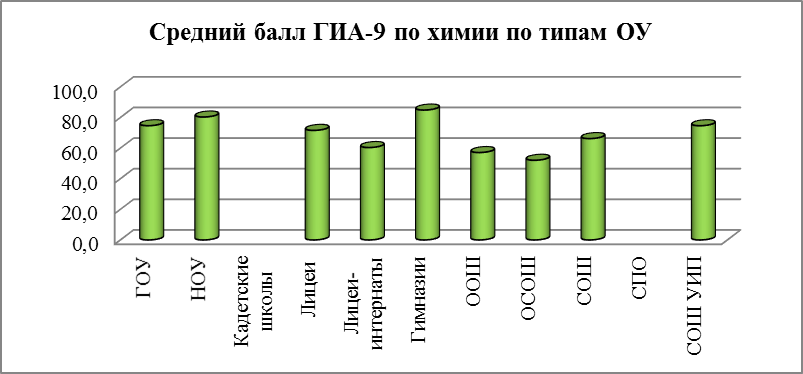 Средний балл ГИА-9 по химии по типам ОУ
100,0
80,0
60,0
40,0
20,0
0,0
ГОУ
НОУ
Кадетские
школы
Лицеи
Лицеи-
интернаты
Гимназии
ООШ
ОСОШ
СОШ
СПО
СОШ УИП